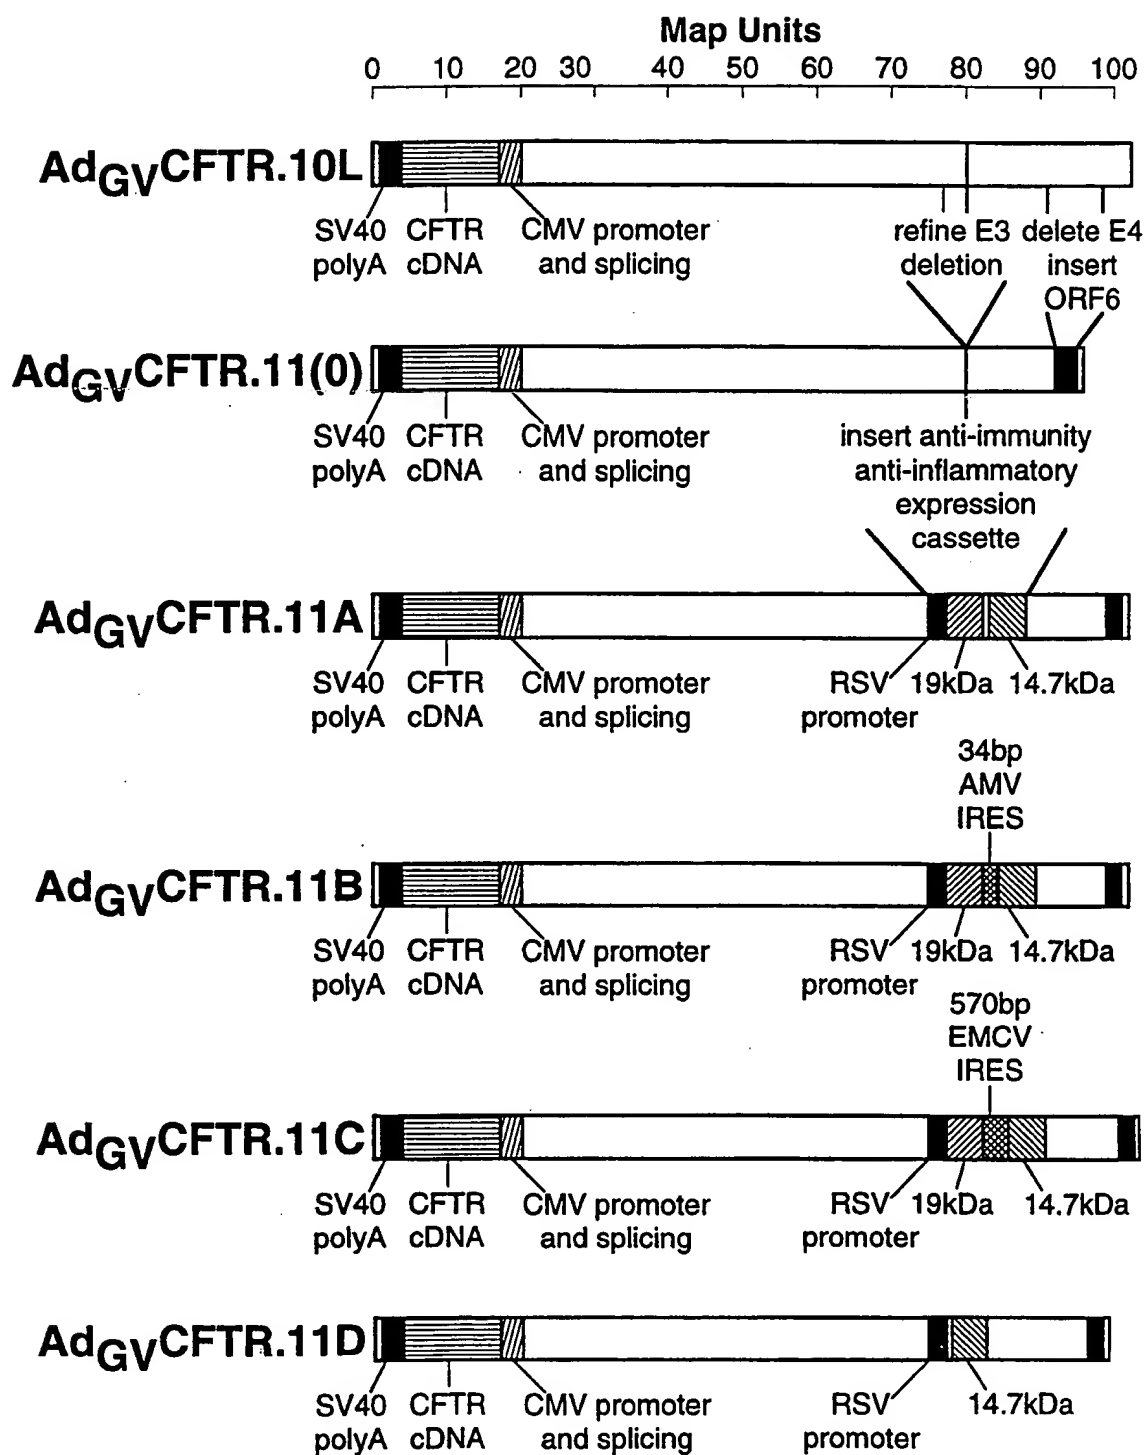 Map Units
0 10 20 30 40 50 60 70 80 90 100
AdGVCFTR.10L
SV40 CFTR CMV promoter refine E3 delete E4
polyA cDNA and splicing deletion insert
ORF6
AdGVCFTR.11(0)
SV40 CFTR CMV promoter insert anti-immunity
polyA cDNA and splicing anti-inflammatory
expression
cassette
AdGVCFTR.11A
SV40 CFTR CMV promoter RSV 19kDa 14.7kDa
polyA cDNA and splicing promoter
34bp
AMV
IRES
AdGVCFTR.11B
SV40 CFTR CMV promoter RSV 19kDa 14.7kDa
polyA cDNA and splicing promoter
570bp
EMCV
IRES
AdGVCFTR.11C
SV40 CFTR CMV promoter RSV 19kDa 14.7kDa
polyA cDNA and splicing promoter
AdGVCFTR.11D
SV40 CFTR CMV promoter RSV 14.7kDa
polyA cDNA and splicing promoter